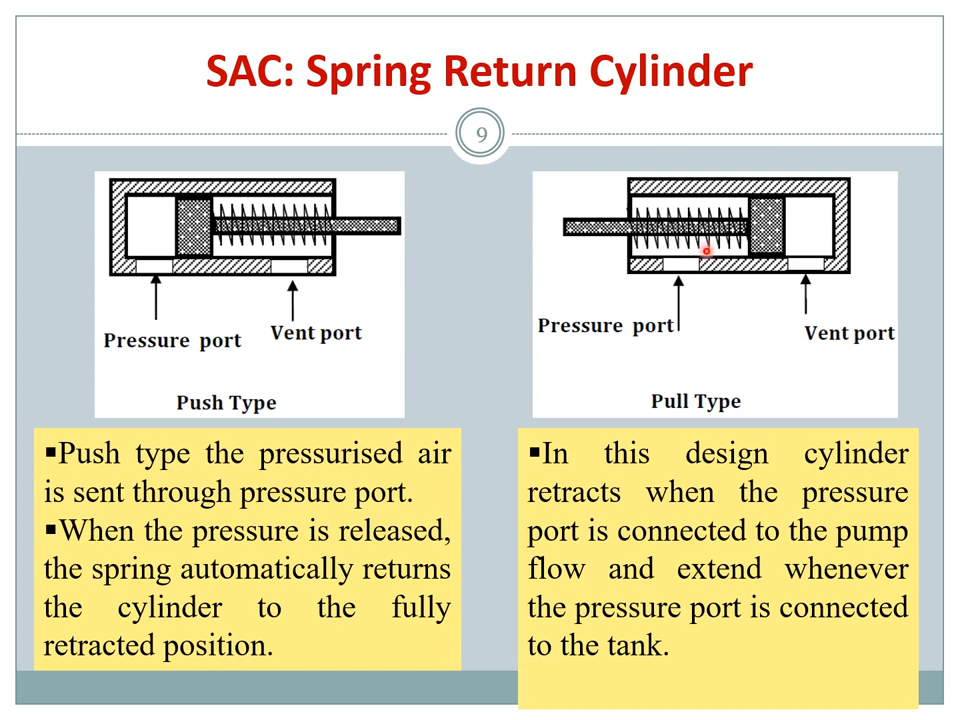 SAC: Spring Return Cylinder
9
Pressure port
Vent port
Push Type
Pressure port
Vent port
Pull Type
▪Push type the pressurised air
is sent through pressure port.
▪When the pressure is released,
the spring automatically returns
the cylinder to the fully
retracted position.
▪In this design cylinder
retracts when the pressure
port is connected to the pump
flow and extend whenever
the pressure port is connected
to the tank.